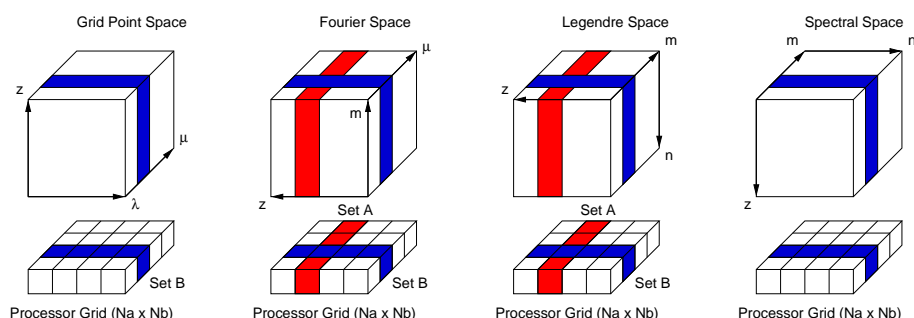 Grid Point Space
z
μ
λ
Set B
Processor Grid (Na x Nb)
Fourier Space
μ
m
z
Set A
Set B
Processor Grid (Na x Nb)
Legendre Space
m
z
n
Set A
Set B
Processor Grid (Na x Nb)
Spectral Space
m
n
z
Processor Grid (Na x Nb)